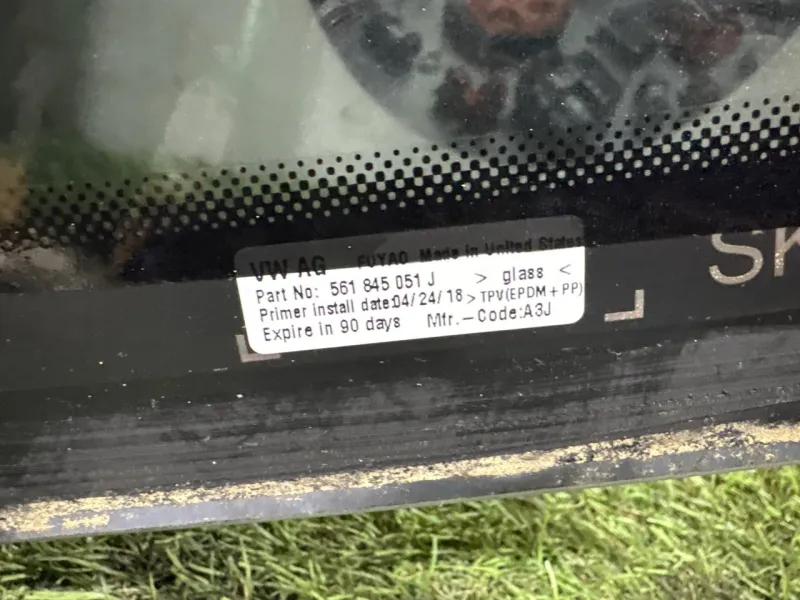 VW AG FUYAO Made in United States
Part No: 561 845 051 J > glass <
Primer install date:04/24/18 > TPV(EPDM+PP)
Expire in 90 days Mfr.-Code:A3J
SK